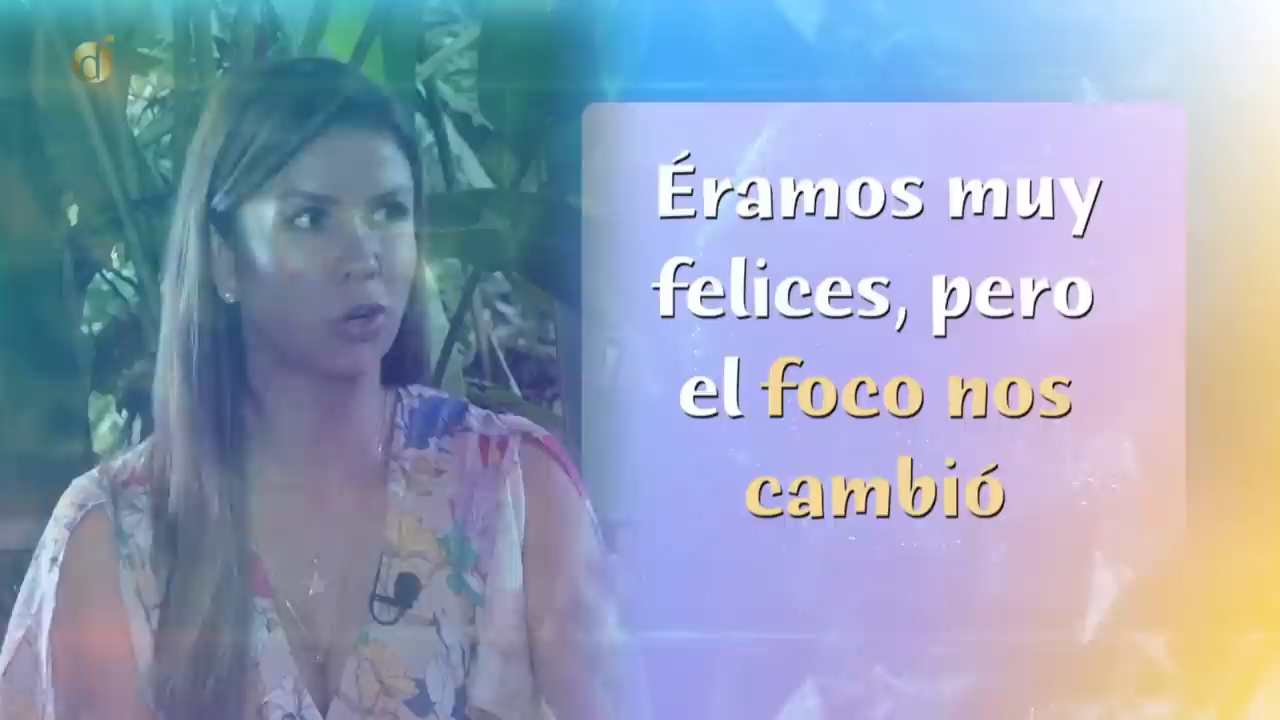 d
Éramos muy
felices, pero
el foco nos
cambió